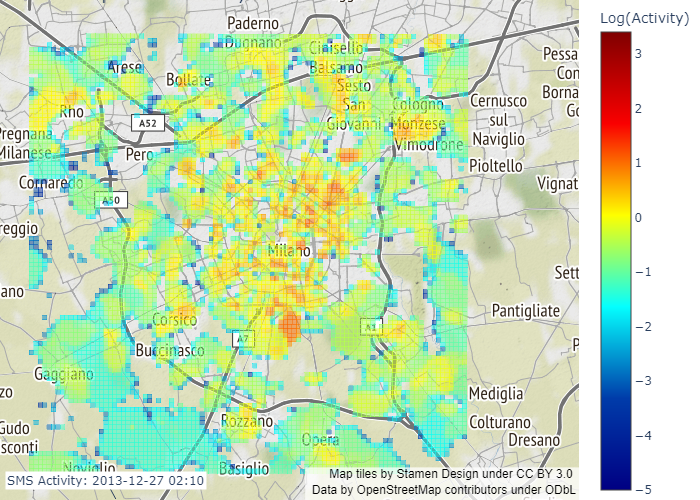 Log(Activity)
Paderno
Dugnano
Cinisello
Balsamo
Arese
Bollate
Sesto
San
Giovanni
Cologno
Monzese
Vimodrone
Rho
A52
Pero
Pregnana
Milanese
Cornaredo
A50
reggio
ano
Cernusco
sul
Naviglio
Pioltello
Pessa
Con
Borna
Go
Vignat
Sett
Milano
Corsico
Buccinasco
A7
A1
Pantigliate
P
Gaggiano
zo
Gudo
sconti
Rozzano
Opera
Mediglia
Colturano
Dresano
Noviglio
Basiglio
3
2
1
0
−1
−2
−3
−4
−5
SMS Activity: 2013-12-27 02:10
Map tiles by Stamen Design under CC BY 3.0
Data by OpenStreetMap contributors under ODbL